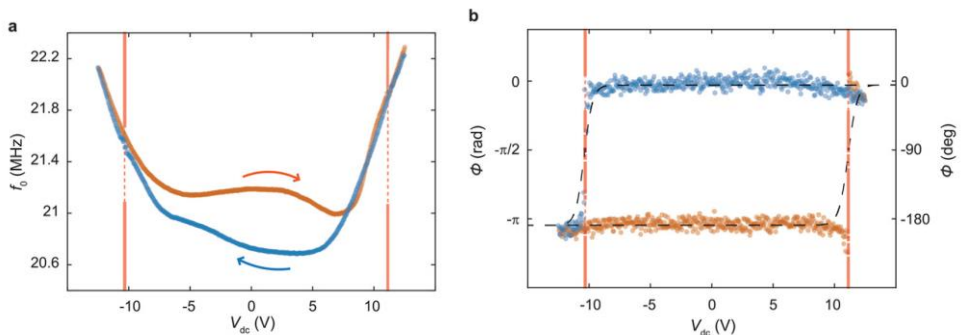 a
22.2
21.8
21.4
21
20.6
f0 (MHz)
-10
-5
0
5
10
Vdc (V)
b
0
-π/2
-π
Φ (rad)
0
-90
-180
Φ (deg)
-10
-5
0
5
10
Vdc (V)